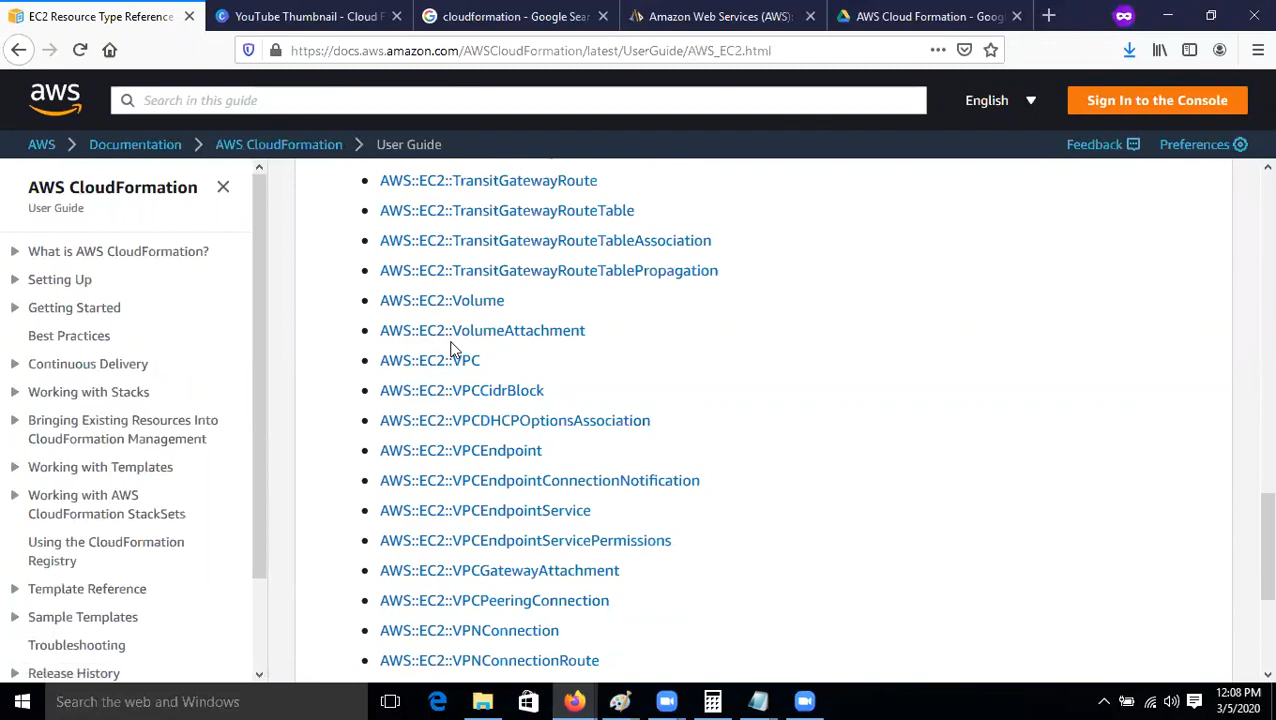 EC2 Resource Type Reference
YouTube Thumbnail - Cloud F
cloudformation - Google Sear
Amazon Web Services (AWS):
AWS Cloud Formation - Googl
https://docs.aws.amazon.com/AWSCloudFormation/latest/UserGuide/AWS_EC2.html
aws
Search in this guide
English
Sign In to the Console
AWS
Documentation
AWS CloudFormation
User Guide
Feedback
Preferences
AWS CloudFormation
User Guide
What is AWS CloudFormation?
Setting Up
Getting Started
Best Practices
Continuous Delivery
Working with Stacks
Bringing Existing Resources Into
CloudFormation Management
Working with Templates
Working with AWS
CloudFormation StackSets
Using the CloudFormation
Registry
Template Reference
Sample Templates
Troubleshooting
Release History
AWS::EC2::TransitGatewayRoute
AWS::EC2::TransitGatewayRouteTable
AWS::EC2::TransitGatewayRouteTableAssociation
AWS::EC2::TransitGatewayRouteTablePropagation
AWS::EC2::Volume
AWS::EC2::VolumeAttachment
AWS::EC2::VPC
AWS::EC2::VPCCidrBlock
AWS::EC2::VPCDHCPOptionsAssociation
AWS::EC2::VPCEndpoint
AWS::EC2::VPCEndpointConnectionNotification
AWS::EC2::VPCEndpointService
AWS::EC2::VPCEndpointServicePermissions
AWS::EC2::VPCGatewayAttachment
AWS::EC2::VPCPeeringConnection
AWS::EC2::VPNConnection
AWS::EC2::VPNConnectionRoute
Search the web and Windows
12:08 PM
3/5/2020